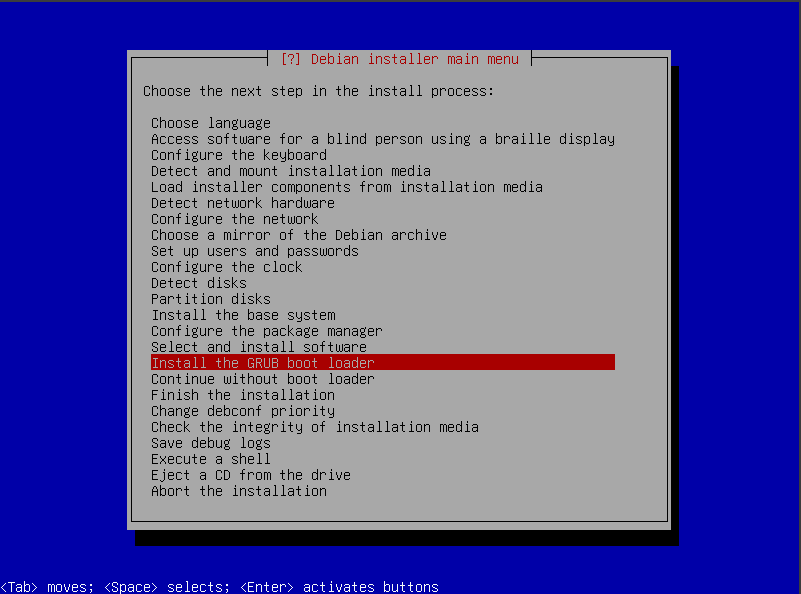 [?] Debian installer main menu
Choose the next step in the install process:
Choose language
Access software for a blind person using a braille display
Configure the keyboard
Detect and mount installation media
Load installer components from installation media
Detect network hardware
Configure the network
Choose a mirror of the Debian archive
Set up users and passwords
Configure the clock
Detect disks
Partition disks
Install the base system
Configure the package manager
Select and install software
Install the GRUB boot loader
Continue without boot loader
Finish the installation
Change debconf priority
Check the integrity of installation media
Save debug logs
Execute a shell
Eject a CD from the drive
Abort the installation
<Tab> moves; <Space> selects; <Enter> activates buttons